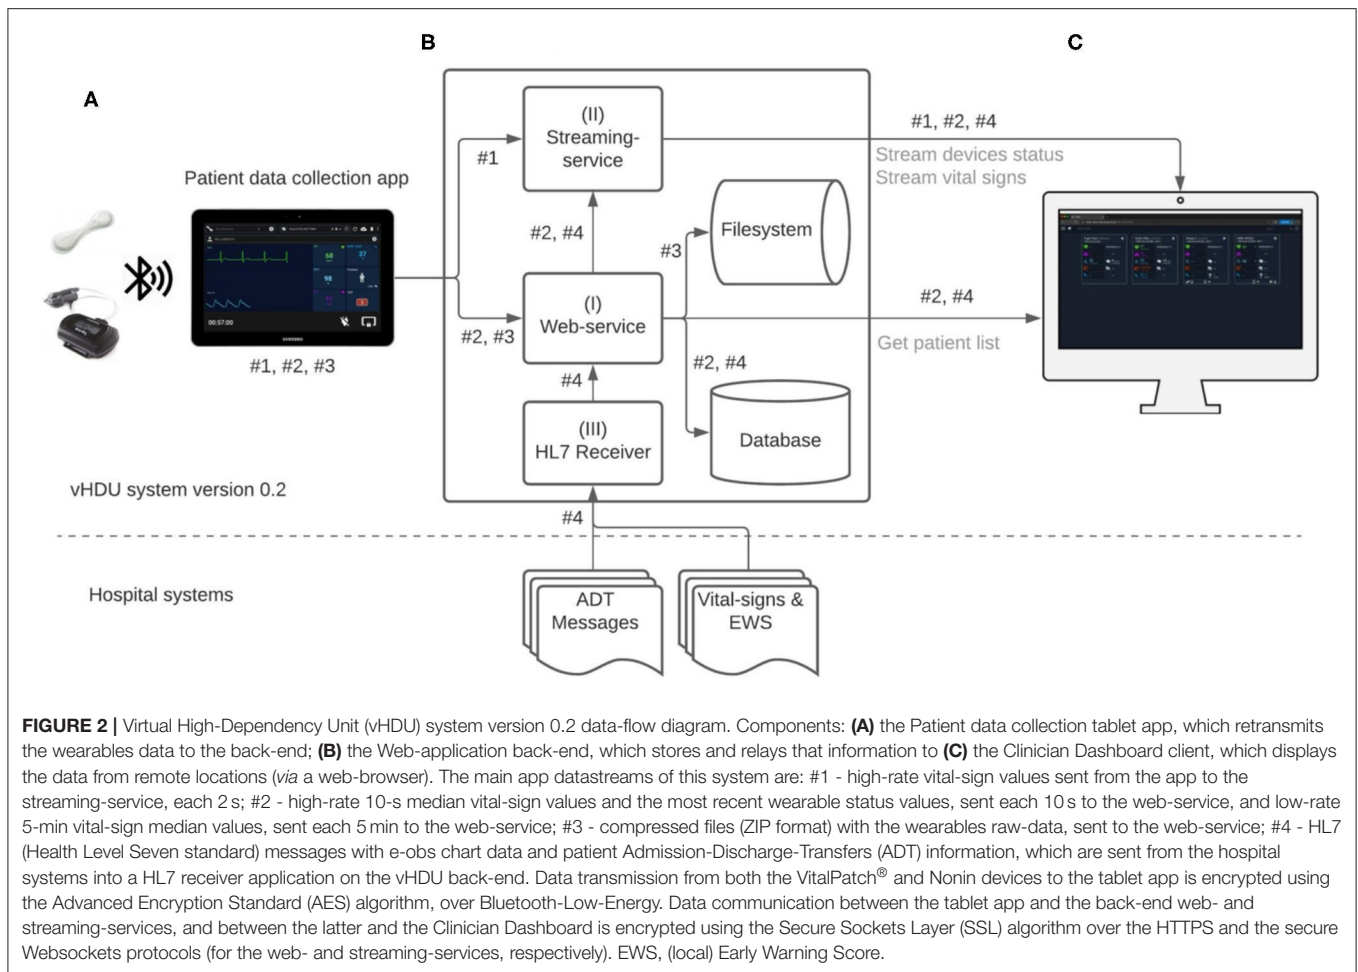 B
C
A
(II)
Streaming-
service
#1, #2, #4
Stream devices status
Stream vital signs
#1
Patient data collection app
#2, #4
#3
Filesystem
(I)
Web-service
#2, #3
#2, #4
Get patient list
68
37
98
00:57:00
SAMSUNG
#1, #2, #3
#4
#2, #4
(III)
HL7 Receiver
Database
vHDU system version 0.2
#4
Hospital systems
ADT
Messages
Vital-signs &
EWS
FIGURE 2 | Virtual High-Dependency Unit (vHDU) system version 0.2 data-flow diagram. Components: (A) the Patient data collection tablet app, which retransmits
the wearables data to the back-end; (B) the Web-application back-end, which stores and relays that information to (C) the Clinician Dashboard client, which displays
the data from remote locations (via a web-browser). The main app datastreams of this system are: #1 - high-rate vital-sign values sent from the app to the
streaming-service, each 2 s; #2 - high-rate 10-s median vital-sign values and the most recent wearable status values, sent each 10 s to the web-service, and low-rate
5-min vital-sign median values, sent each 5 min to the web-service; #3 - compressed files (ZIP format) with the wearables raw-data, sent to the web-service; #4 - HL7
(Health Level Seven standard) messages with e-obs chart data and patient Admission-Discharge-Transfers (ADT) information, which are sent from the hospital
systems into a HL7 receiver application on the vHDU back-end. Data transmission from both the VitalPatch® and Nonin devices to the tablet app is encrypted using
the Advanced Encryption Standard (AES) algorithm, over Bluetooth-Low-Energy. Data communication between the tablet app and the back-end web- and
streaming-services, and between the latter and the Clinician Dashboard is encrypted using the Secure Sockets Layer (SSL) algorithm over the HTTPS and the secure
Websockets protocols (for the web- and streaming-services, respectively). EWS, (local) Early Warning Score.